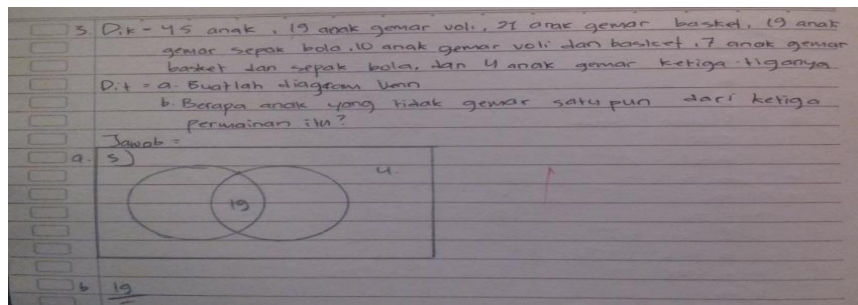 3. Dik = 45 anak, 19 anak gemar voli, 21 anak gemar basket, 19 anak
gemar sepak bola, 10 anak gemar voli dan basket, 7 anak gemar
basket dan sepak bola, dan 4 anak gemar ketiga-tiganya
Dit = a. Buatlah diagram Venn
b. Berapa anak yang tidak gemar satu pun dari ketiga
permainan itu?
Jawab =
a. S)
4
19
b 19